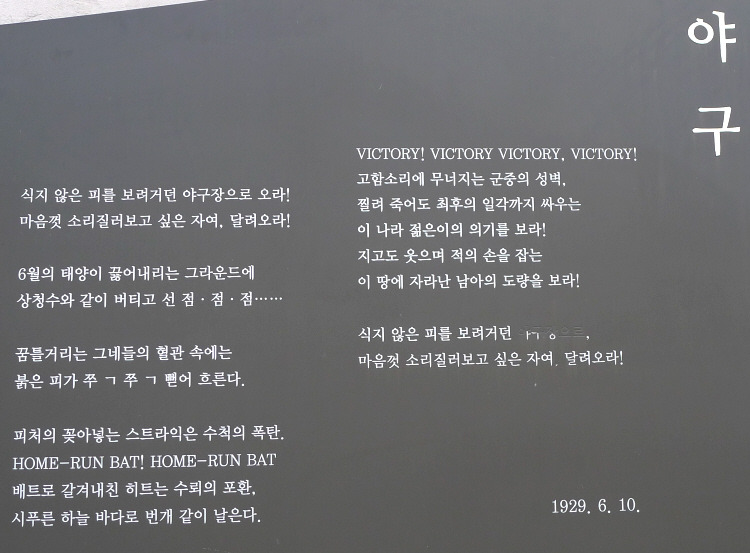 야구
식지 않은 피를 보려거던 야구장으로 오라!
마음껏 소리질러보고 싶은 자여, 달려오라!
6월의 태양이 끓어내리는 그라운드에
상청수와 같이 버티고 선 점 · 점 · 점……
꿈틀거리는 그네들의 혈관 속에는
붉은 피가 쭈 ㄱ 쭈 ㄱ 뻗어 흐른다.
피처의 꽂아넣는 스트라익은 수척의 폭탄.
HOME-RUN BAT! HOME-RUN BAT
배트로 갈겨내친 히트는 수뢰의 포환,
시푸른 하늘 바다로 번개 같이 날은다.
VICTORY! VICTORY VICTORY, VICTORY!
고함소리에 무너지는 군중의 성벽,
찔려 죽어도 최후의 일각까지 싸우는
이 나라 젊은이의 의기를 보라!
지고도 웃으며 적의 손을 잡는
이 땅에 자라난 남아의 도량을 보라!
식지 않은 피를 보려거던
마음껏 소리질러보고 싶은 자여. 달려오라!
1929. 6. 10.